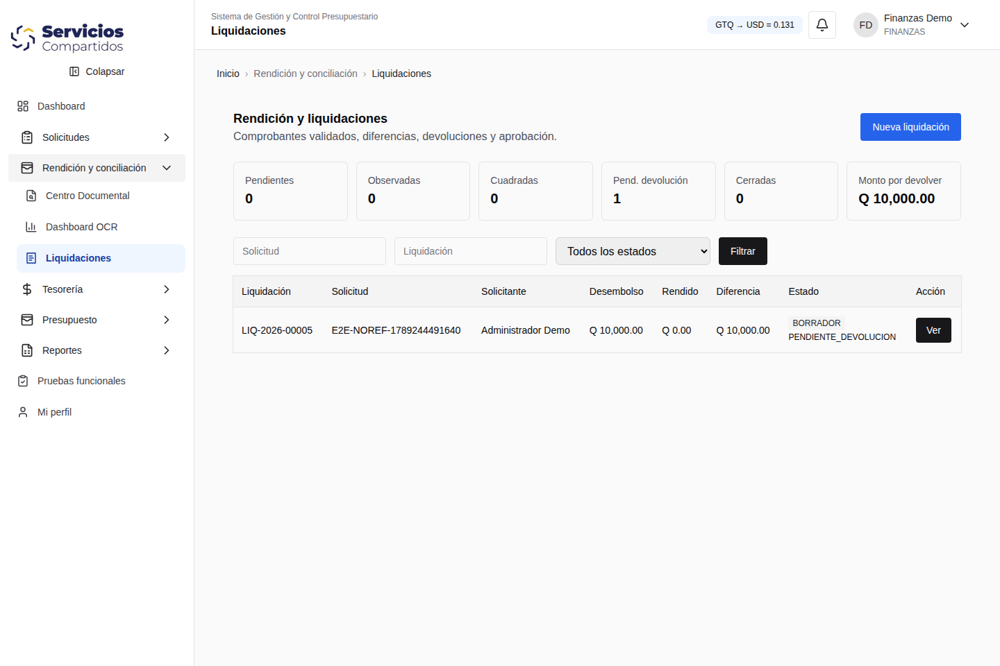 Servicios
Compartidos
Colapsar
Dashboard
Solicitudes
Rendición y conciliación
Centro Documental
Dashboard OCR
Liquidaciones
Tesorería
Presupuesto
Reportes
Pruebas funcionales
Mi perfil
Sistema de Gestión y Control Presupuestario
Liquidaciones
GTQ → USD = 0.131
FD
Finanzas Demo
FINANZAS
Inicio › Rendición y conciliación › Liquidaciones
Rendición y liquidaciones
Comprobantes validados, diferencias, devoluciones y aprobación.
Nueva liquidación
Pendientes
0
Observadas
0
Cuadradas
0
Pend. devolución
1
Cerradas
0
Monto por devolver
Q 10,000.00
Solicitud
Liquidación
Todos los estados
Filtrar
Liquidación Solicitud Solicitante Desembolso Rendido Diferencia Estado Acción
LIQ-2026-00005 E2E-NOREF-1789244491640 Administrador Demo Q 10,000.00 Q 0.00 Q 10,000.00 BORRADOR
PENDIENTE_DEVOLUCION
Ver